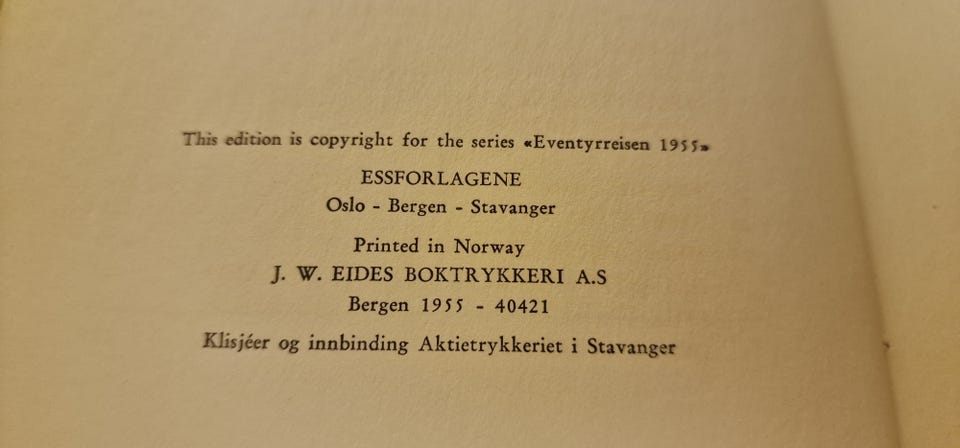 This edition is copyright for the series «Eventyrreisen 1955»
ESSFORLAGENE
Oslo - Bergen - Stavanger
Printed in Norway
J. W. EIDES BOKTRYKKERI A.S
Bergen 1955 - 40421
Klisjéer og innbinding Aktietrykkeriet i Stavanger